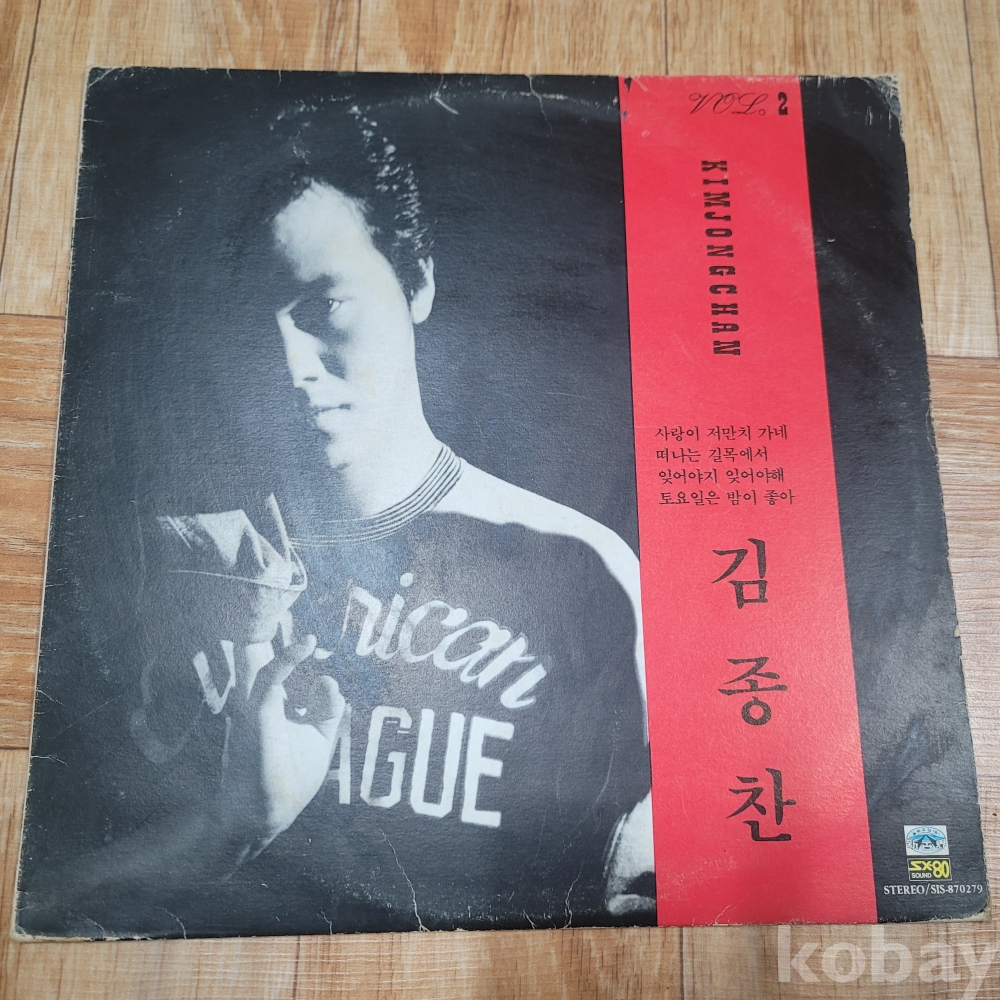 VOL. 2
KIMJONGCHAN
사랑이 저만치 가네
떠나는 길목에서
잊어야지 잊어야해
토요일은 밤이 좋아
김종찬
rican
AGUE
SX-80
SOUND
STEREO/SIS-870279
kobay